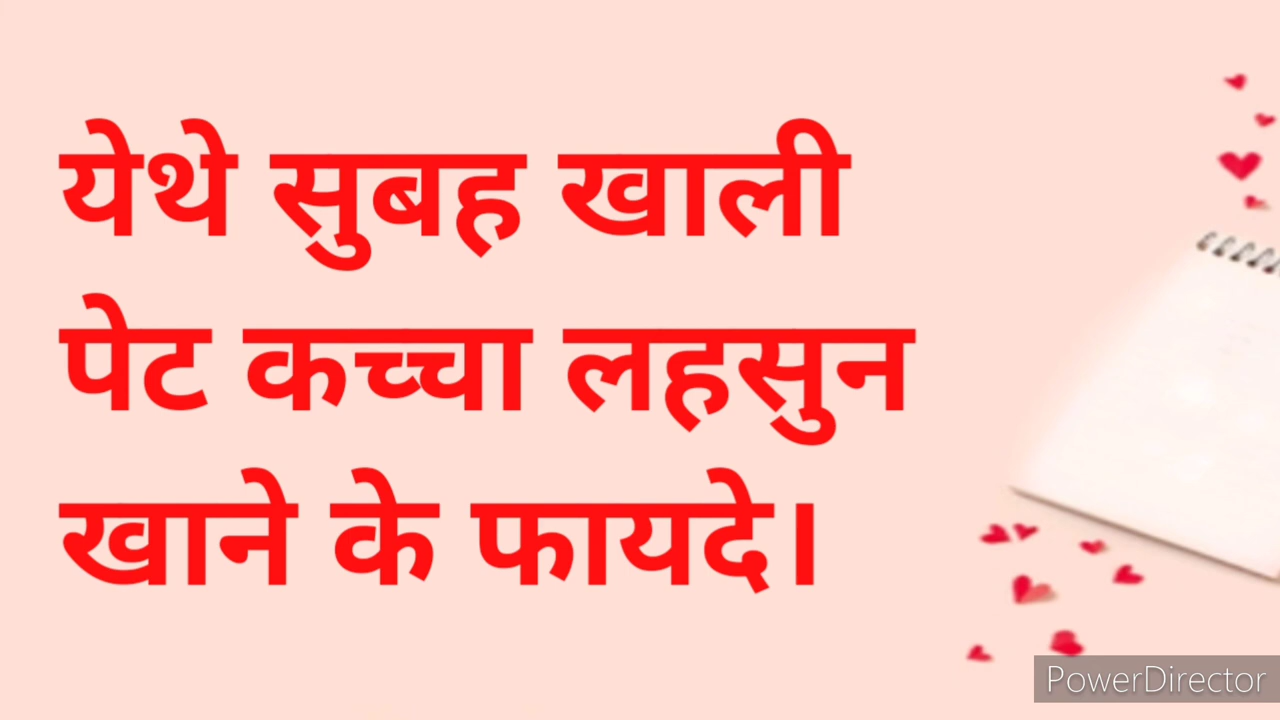 येथे सुबह खाली
पेट कच्चा लहसुन
खाने के फायदे।
PowerDirector